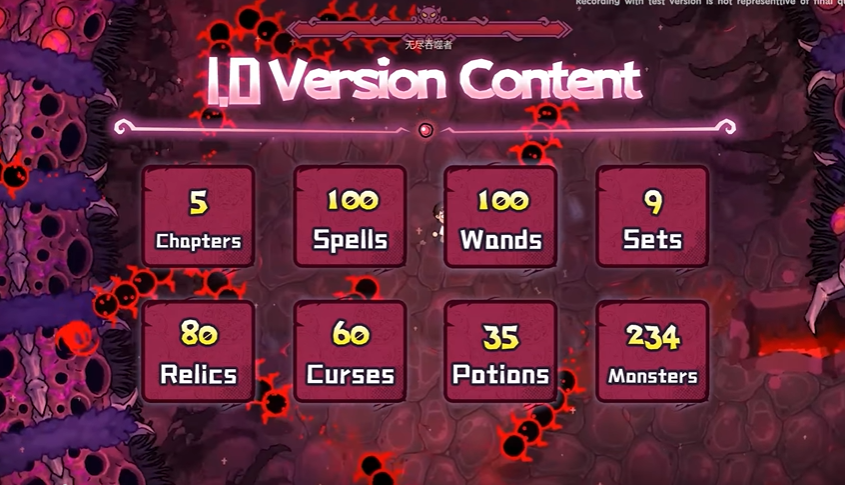 Recording with test version is not representive of final
无尽吞噬者
1.0 Version Content
5
Chapters
100
Spells
100
Wands
9
Sets
80
Relics
60
Curses
35
Potions
234
Monsters